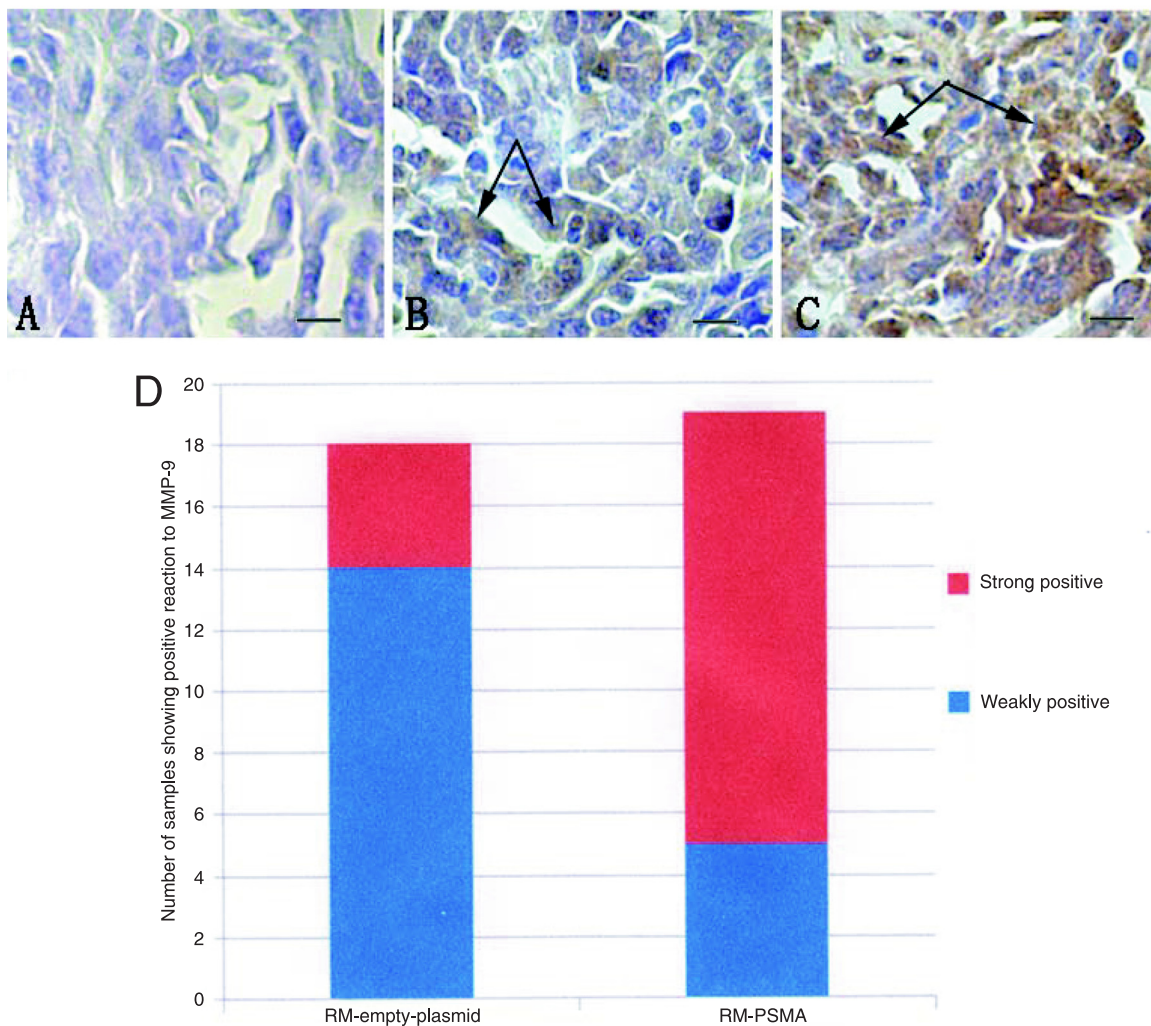 A
B
C
D
Number of samples showing positive reaction to MMP-9
20
18
16
14
12
10
8
6
4
2
0
RM-empty-plasmid
RM-PSMA
Strong positive
Weakly positive